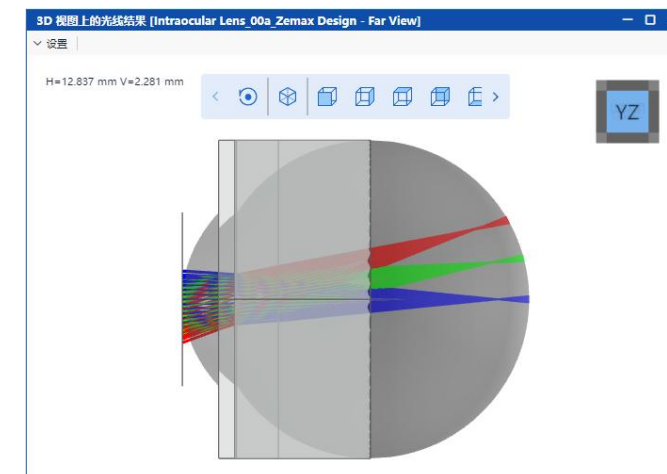 3D 视图上的光线结果 [Intraocular Lens_00a_Zemax Design - Far View]
设置
H=12.837 mm V=2.281 mm
YZ